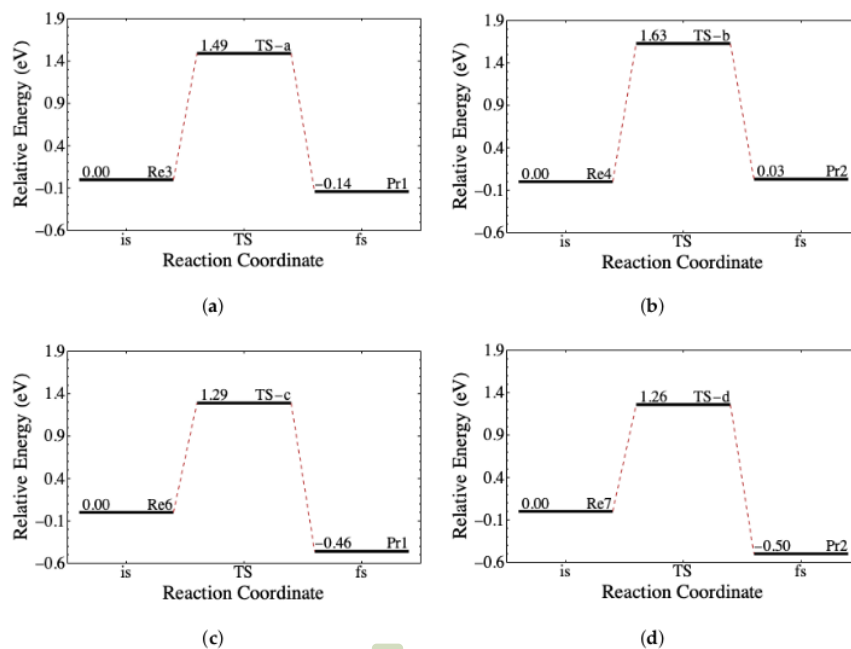 Relative Energy (eV)
1.9
1.4
0.9
0.4
−0.1
−0.6
1.49 TS−a
0.00 Re3
−0.14 Pr1
is TS fs
Reaction Coordinate
(a)
Relative Energy (eV)
1.9
1.4
0.9
0.4
−0.1
−0.6
1.63 TS−b
0.00 Re4
0.03 Pr2
is TS fs
Reaction Coordinate
(b)
Relative Energy (eV)
1.9
1.4
0.9
0.4
−0.1
−0.6
1.29 TS−c
0.00 Re6
−0.46 Pr1
is TS fs
Reaction Coordinate
(c)
Relative Energy (eV)
1.9
1.4
0.9
0.4
−0.1
−0.6
1.26 TS−d
0.00 Re7
−0.50 Pr2
is TS fs
Reaction Coordinate
(d)